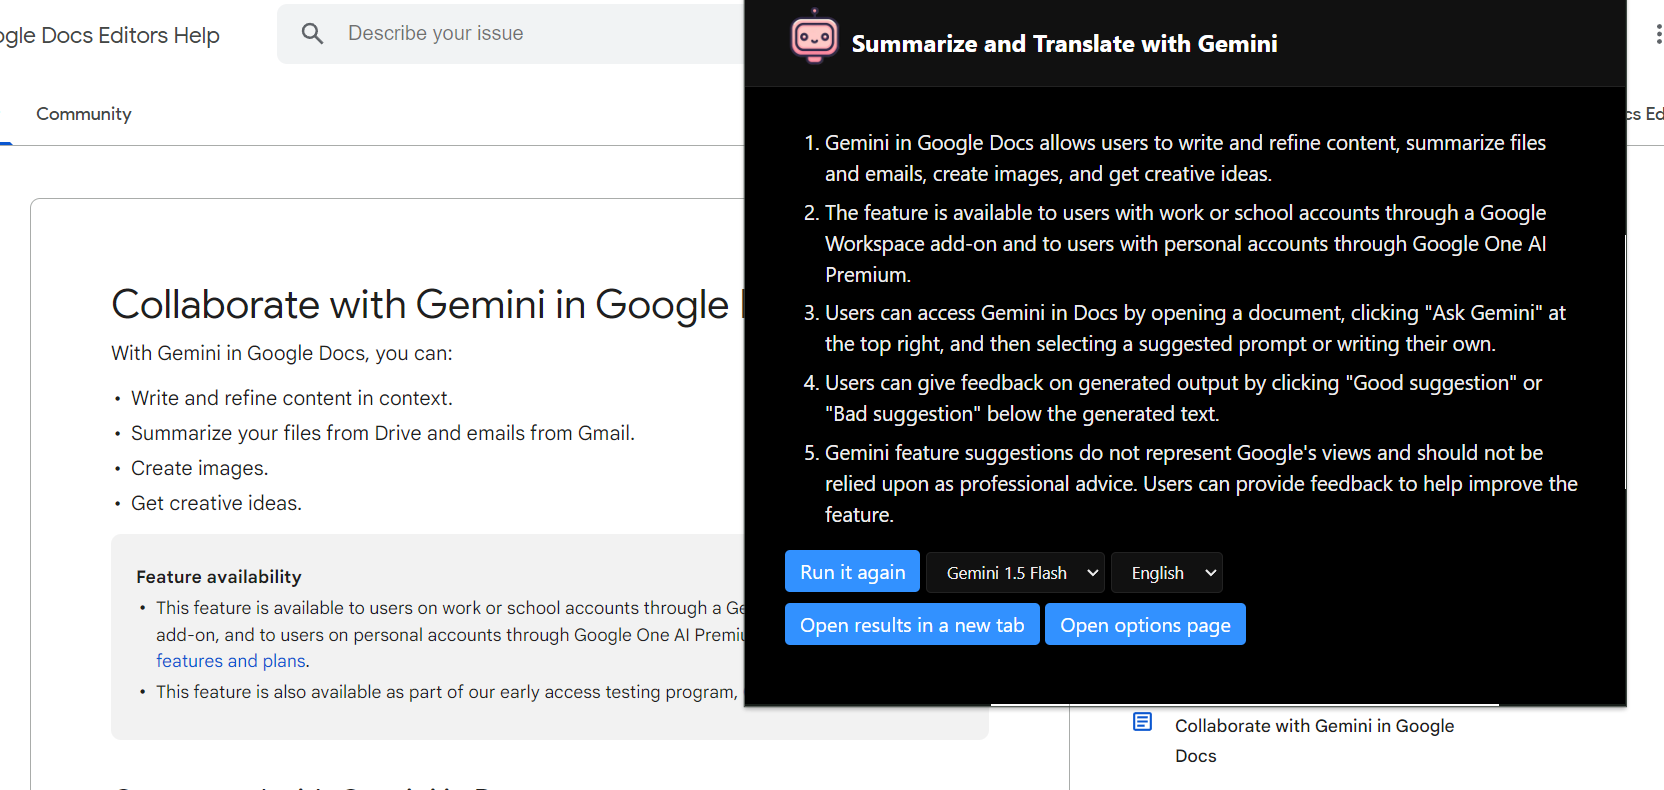 Docs Editors Help
Describe your issue
Community
Collaborate with Gemini in Google
With Gemini in Google Docs, you can:
• Write and refine content in context.
• Summarize your files from Drive and emails from Gmail.
• Create images.
• Get creative ideas.
Feature availability
• This feature is available to users on work or school accounts through a
add-on, and to users on personal accounts through Google One AI
features and plans.
• This feature is also available as part of our early access testing program,
Summarize and Translate with Gemini
1. Gemini in Google Docs allows users to write and refine content, summarize files
and emails, create images, and get creative ideas.
2. The feature is available to users with work or school accounts through a Google
Workspace add-on and to users with personal accounts through Google One AI
Premium.
3. Users can access Gemini in Docs by opening a document, clicking "Ask Gemini" at
the top right, and then selecting a suggested prompt or writing their own.
4. Users can give feedback on generated output by clicking "Good suggestion" or
"Bad suggestion" below the generated text.
5. Gemini feature suggestions do not represent Google's views and should not be
relied upon as professional advice. Users can provide feedback to help improve the
feature.
Run it again
Gemini 1.5 Flash
English
Open results in a new tab
Open options page
Collaborate with Gemini in Google
Docs